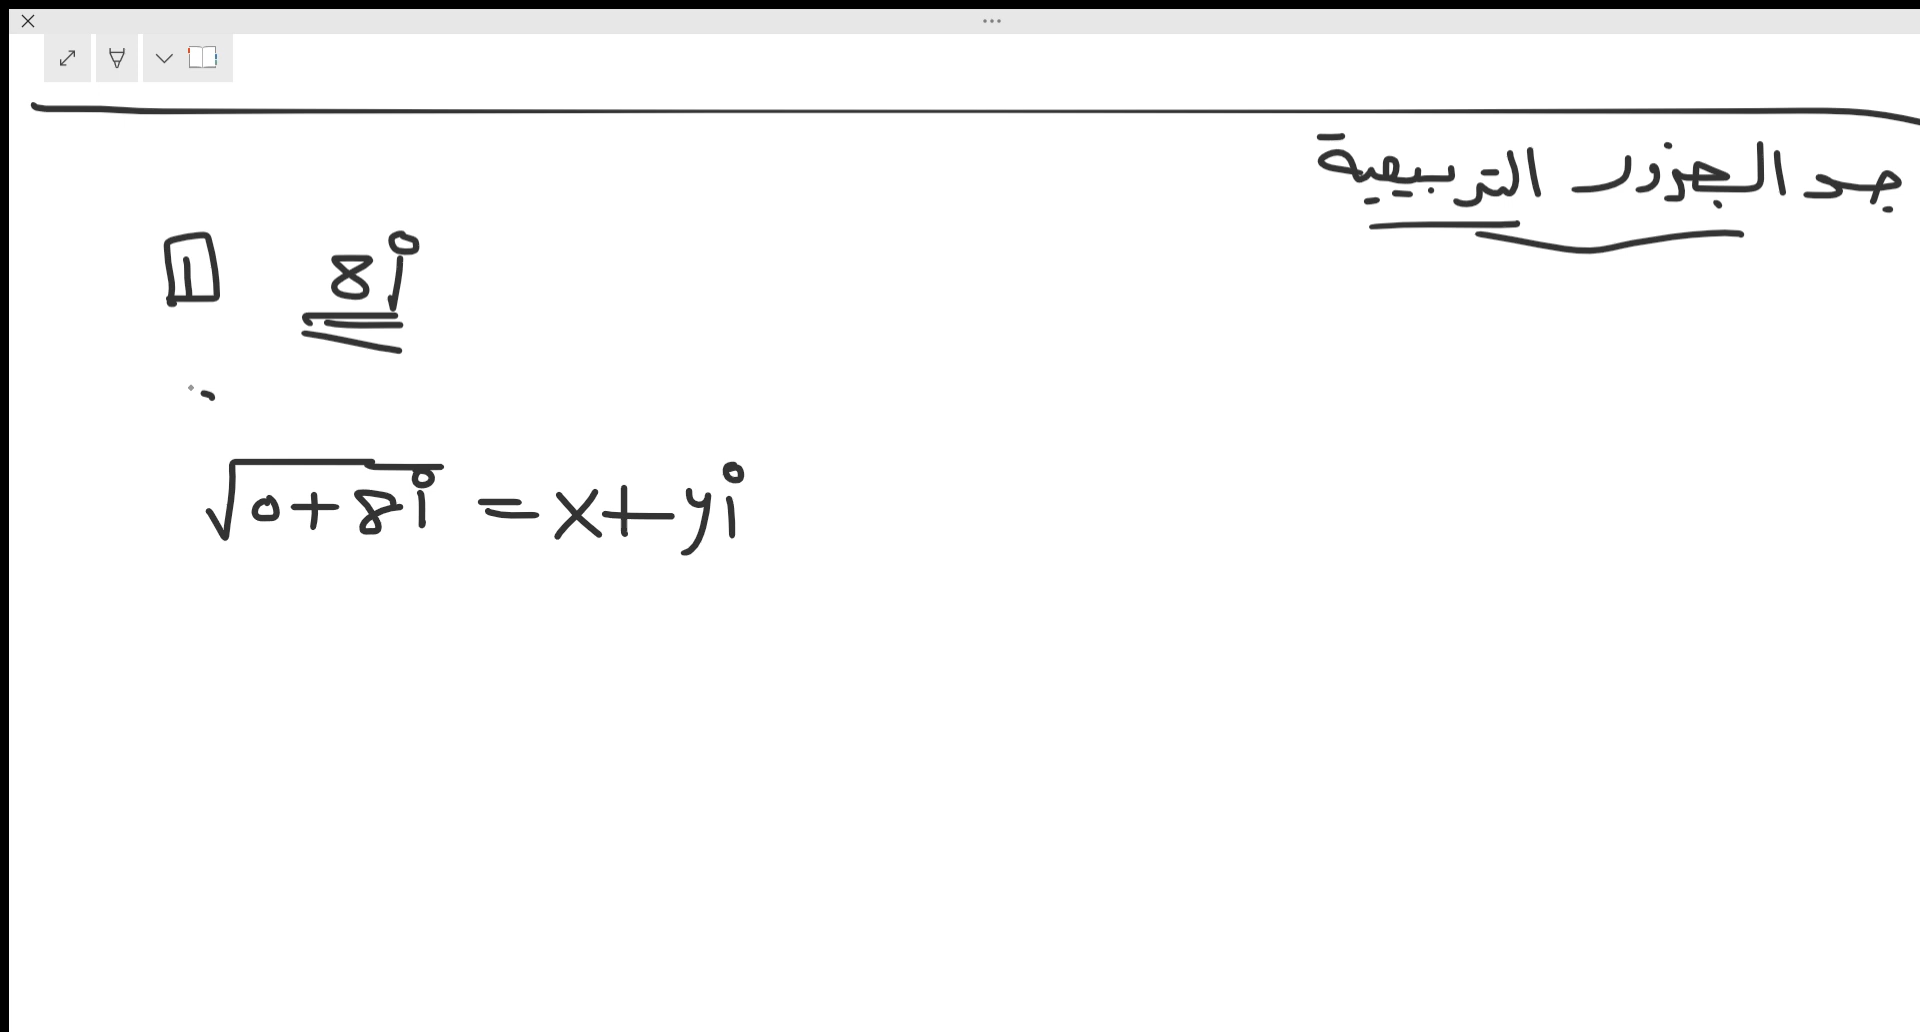 جد الجذور التربيعية
1 8i
√0+8i = x+yi